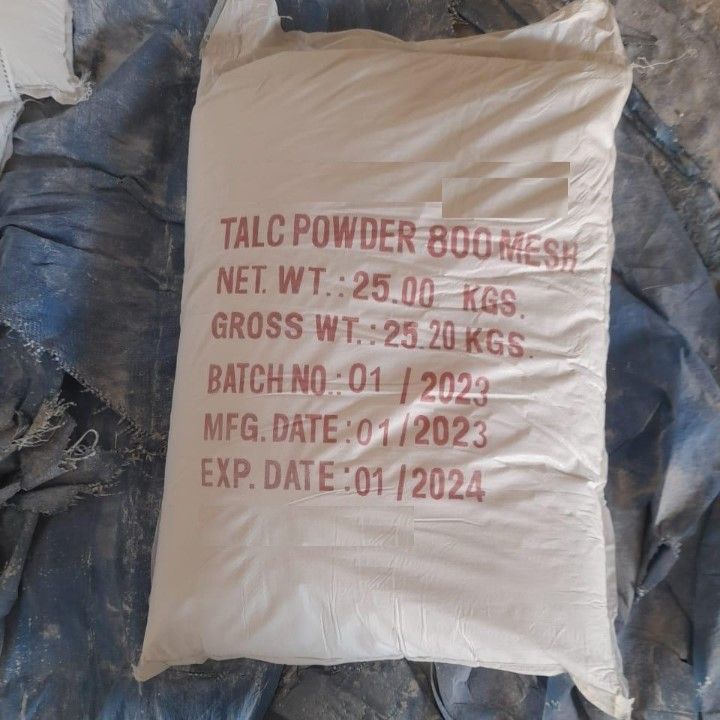 TALC POWDER 800 MESH
NET. WT.: 25.00 KGS.
GROSS WT.: 25.20 KGS.
BATCH NO.: 01 / 2023
MFG. DATE : 01 / 2023
EXP. DATE : 01 / 2024